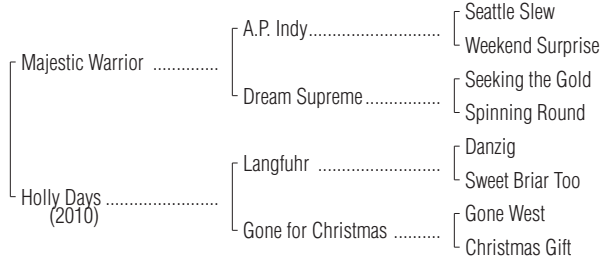 Seattle Slew
A.P. Indy..............................
Weekend Surprise
Majestic Warrior ...............
Seeking the Gold
Dream Supreme.................
Spinning Round
Danzig
Langfuhr ............................
Sweet Briar Too
Holly Days .........................
(2010)
Gone West
Gone for Christmas ..........
Christmas Gift